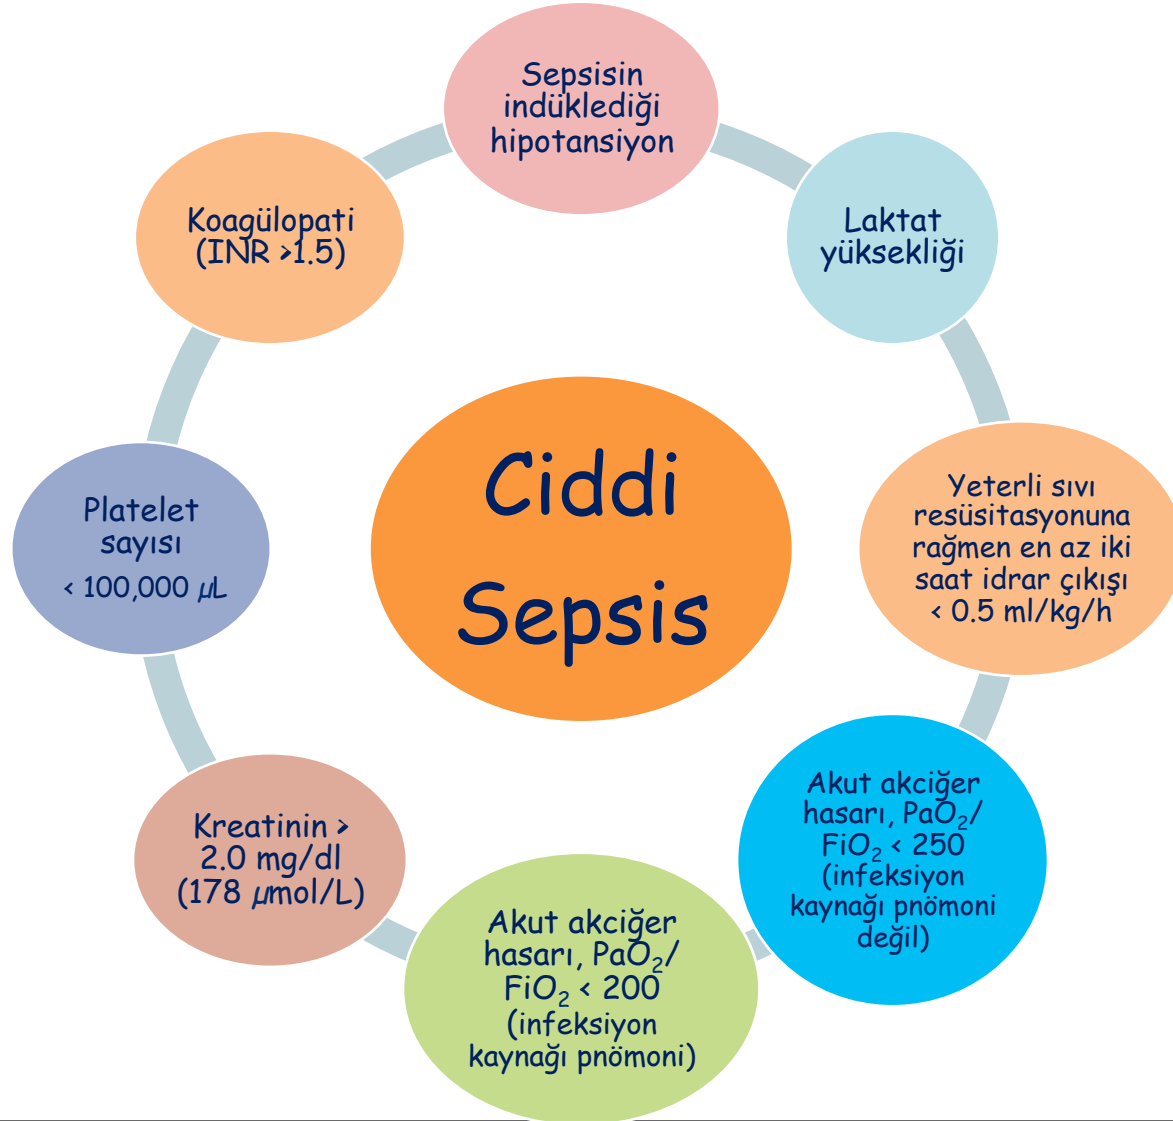 Sepsisin
indüklediği
hipotansiyon
Laktat
yüksekliği
Yeterli sıvı
resüsitasyonuna
rağmen en az iki
saat idrar çıkışı
< 0.5 ml/kg/h
Akut akciğer
hasarı, PaO₂/
FiO₂ < 250
(infeksiyon
kaynağı pnömoni
değil)
Akut akciğer
hasarı, PaO₂/
FiO₂ < 200
(infeksiyon
kaynağı pnömoni)
Kreatinin >
2.0 mg/dl
(178 µmol/L)
Platelet
sayısı
< 100,000 µL
Koagülopati
(INR >1.5)
Ciddi
Sepsis